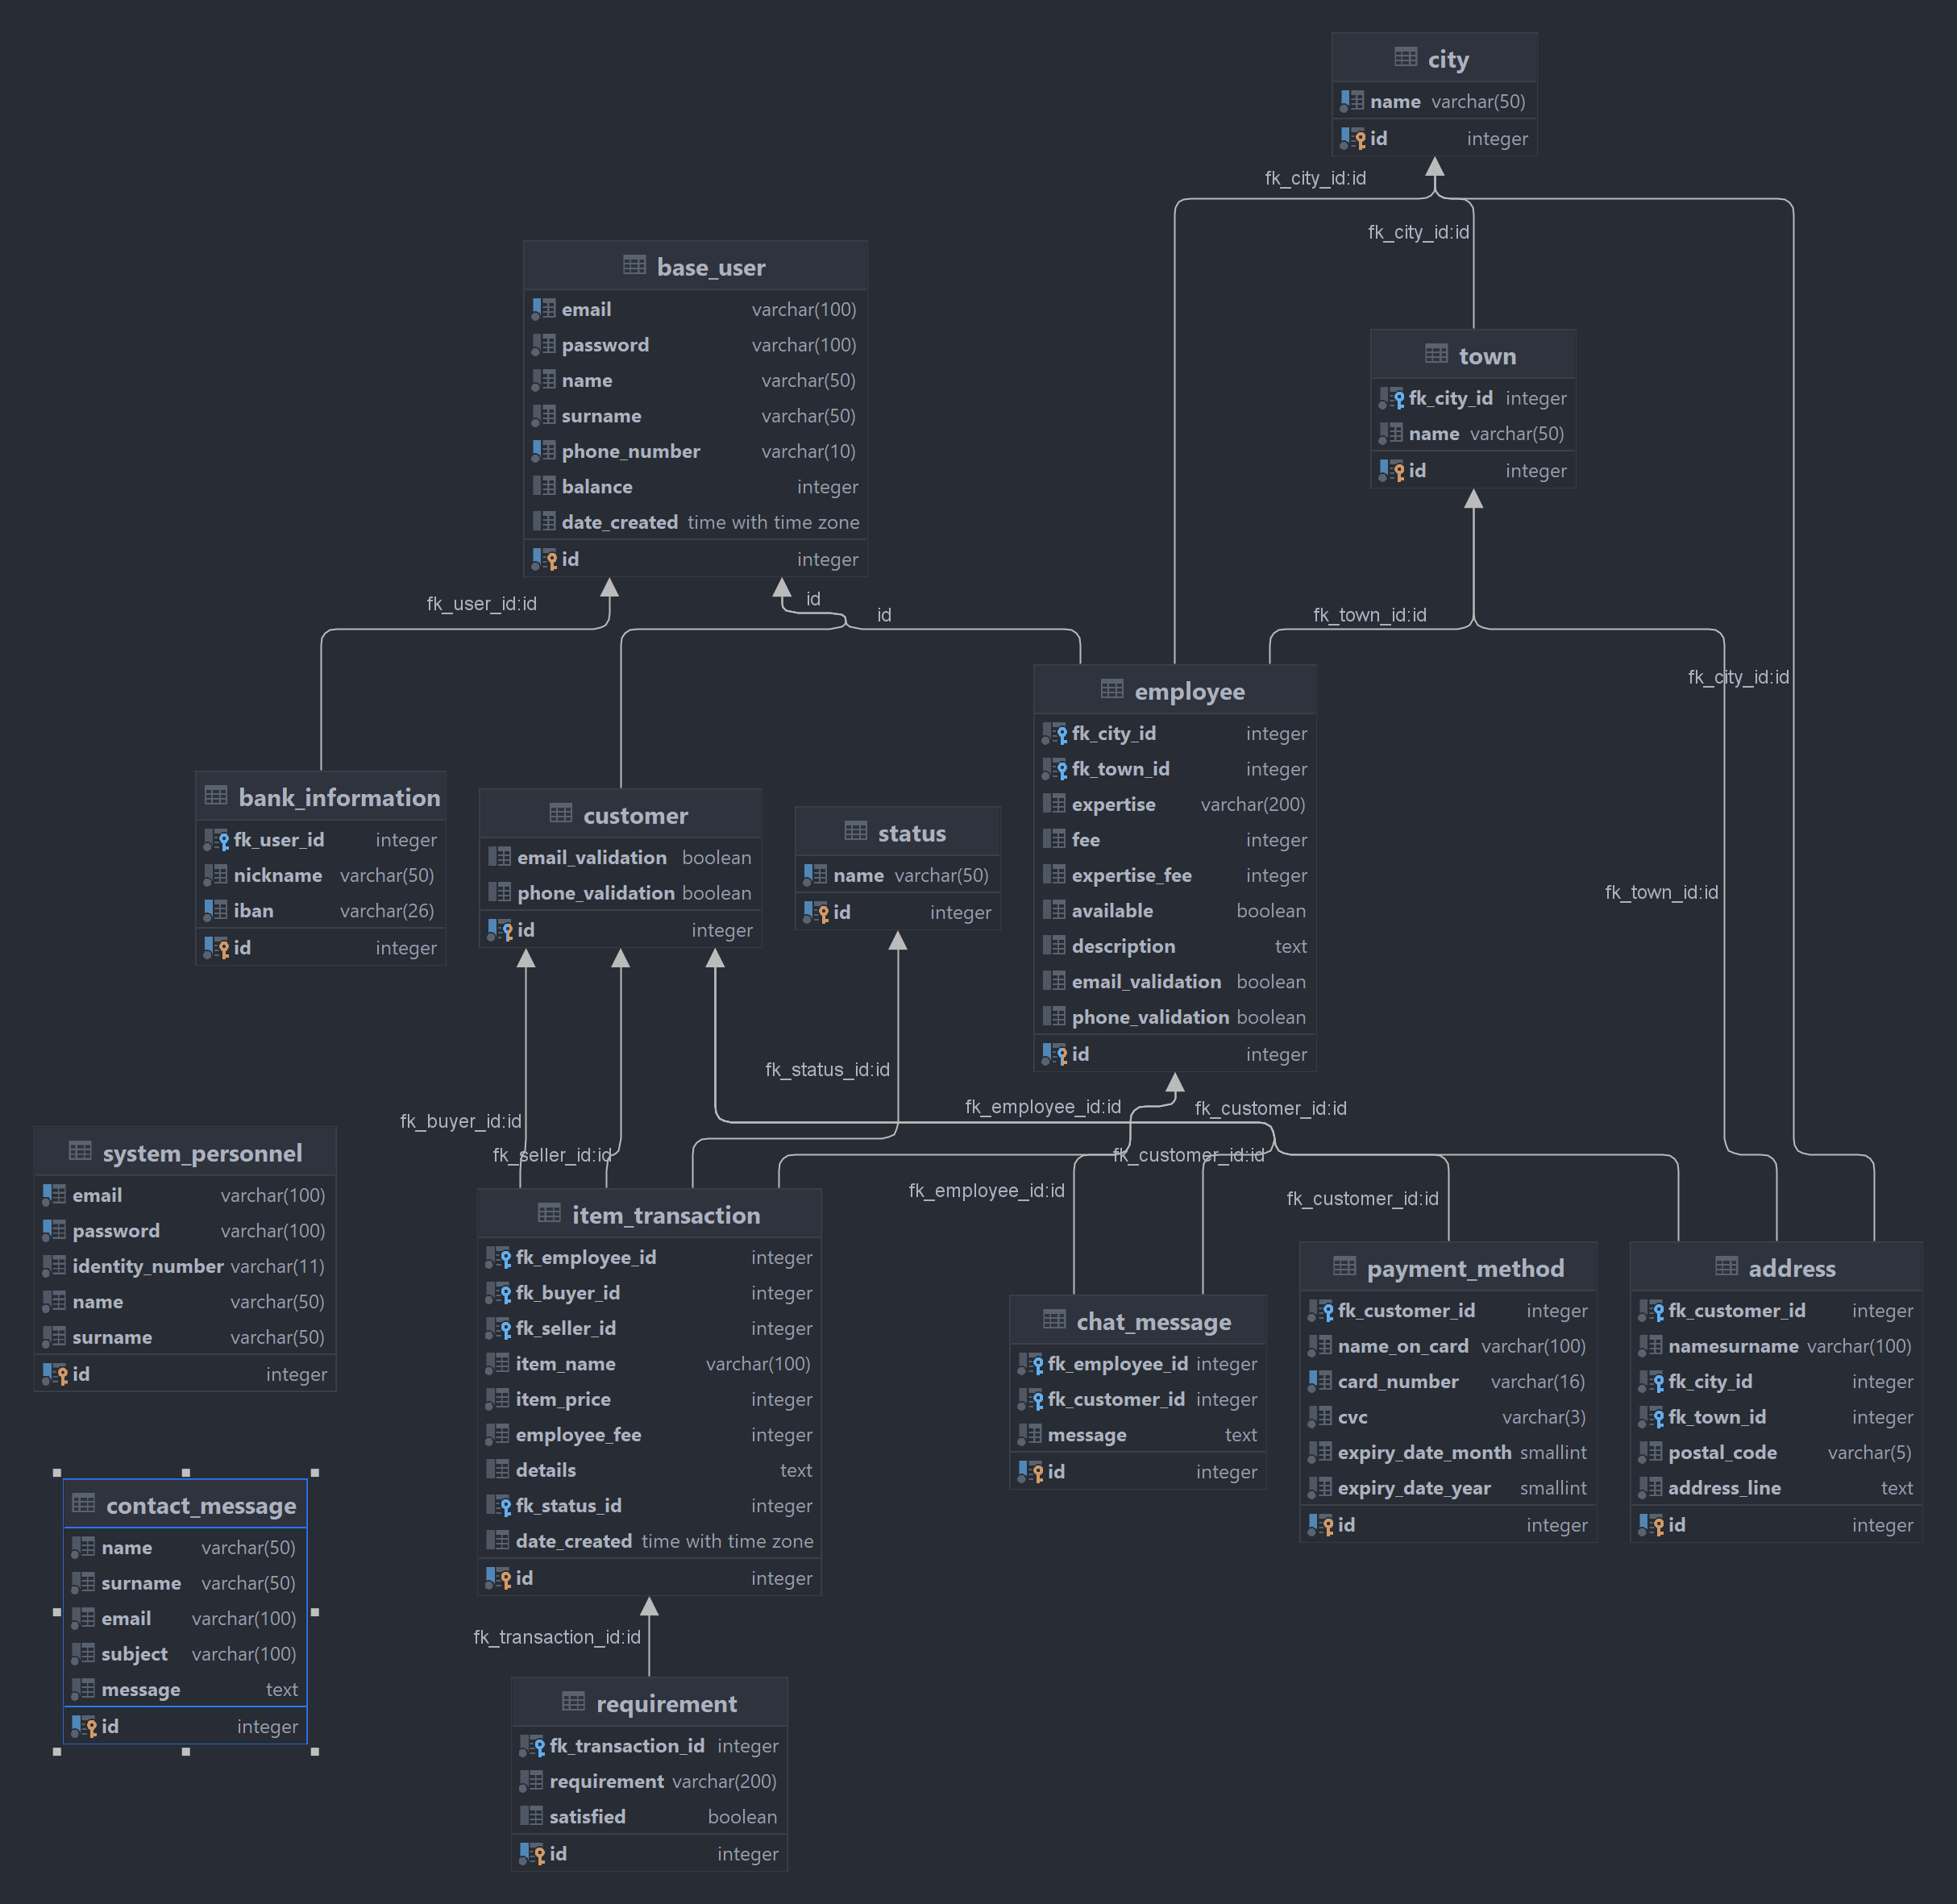 city
name varchar(50)
id integer
fk_city_id:id
fk_city_id:id
base_user
email varchar(100)
password varchar(100)
name varchar(50)
surname varchar(50)
phone_number varchar(10)
balance integer
date_created time with time zone
id integer
town
fk_city_id integer
name varchar(50)
id integer
fk_user_id:id
id
id
fk_town_id:id
fk_city_id:id
employee
fk_city_id integer
fk_town_id integer
expertise varchar(200)
fee integer
expertise_fee integer
available boolean
description text
email_validation boolean
phone_validation boolean
id integer
bank_information
fk_user_id integer
nickname varchar(50)
iban varchar(26)
id integer
customer
email_validation boolean
phone_validation boolean
id integer
status
name varchar(50)
id integer
fk_town_id:id
fk_status_id:id
fk_buyer_id:id
fk_employee_id:id
fk_customer_id:id
fk_seller_id:id
fk_customer_id:id
fk_employee_id:id
fk_customer_id:id
system_personnel
email varchar(100)
password varchar(100)
identity_number varchar(11)
name varchar(50)
surname varchar(50)
id integer
item_transaction
fk_employee_id integer
fk_buyer_id integer
fk_seller_id integer
item_name varchar(100)
item_price integer
employee_fee integer
details text
fk_status_id integer
date_created time with time zone
id integer
chat_message
fk_employee_id integer
fk_customer_id integer
message text
id integer
payment_method
fk_customer_id integer
name_on_card varchar(100)
card_number varchar(16)
cvc varchar(3)
expiry_date_month smallint
expiry_date_year smallint
id integer
address
fk_customer_id integer
namesurname varchar(100)
fk_city_id integer
fk_town_id integer
postal_code varchar(5)
address_line text
id integer
contact_message
name varchar(50)
surname varchar(50)
email varchar(100)
subject varchar(100)
message text
id integer
fk_transaction_id:id
requirement
fk_transaction_id integer
requirement varchar(200)
satisfied boolean
id integer